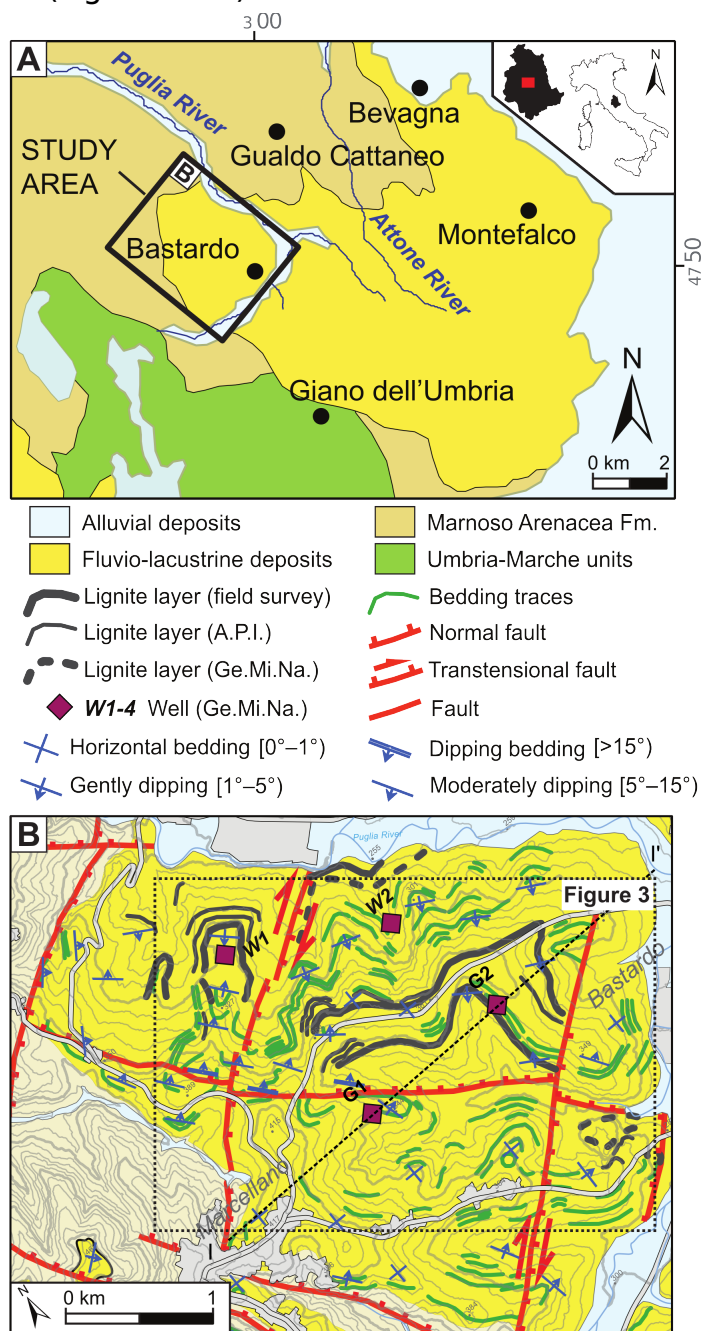 3 00
A
Puglia River
Bevagna
N
STUDY
AREA
B
Gualdo Cattaneo
Bastardo
Attone River
Montefalco
47 50
Giano dell'Umbria
N
0 km 2
Alluvial deposits
Marnoso Arenacea Fm.
Fluvio-lacustrine deposits
Umbria-Marche units
Lignite layer (field survey)
Bedding traces
Lignite layer (A.P.I.)
Normal fault
Lignite layer (Ge.Mi.Na.)
Transtensional fault
W1-4 Well (Ge.Mi.Na.)
Fault
Horizontal bedding [0°–1°)
Dipping bedding [>15°)
Gently dipping [1°–5°)
Moderately dipping [5°–15°)
B
Puglia River
255
I'
Figure 3
W2
W1
G2
Bastardo
G1
Marcellano
I
N
0 km 1